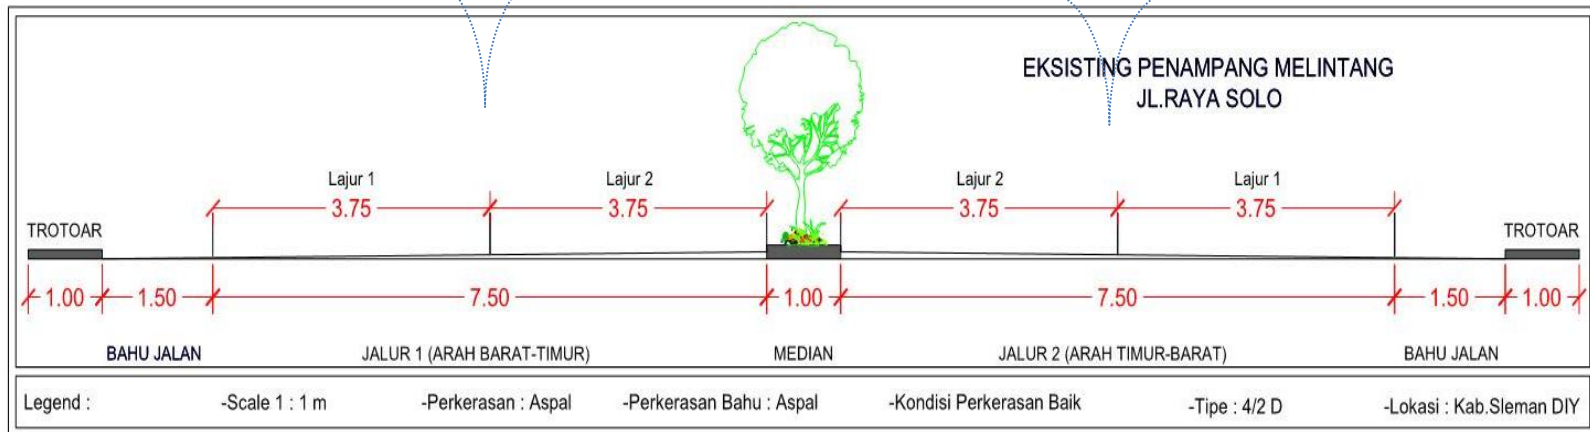 EKSISTING PENAMPANG MELINTANG
JL.RAYA SOLO
Lajur 1 Lajur 2 Lajur 2 Lajur 1
3.75 3.75 3.75 3.75
TROTOAR TROTOAR
1.00 1.50 7.50 1.00 7.50 1.50 1.00
BAHU JALAN JALUR 1 (ARAH BARAT-TIMUR) MEDIAN JALUR 2 (ARAH TIMUR-BARAT) BAHU JALAN
Legend : -Scale 1 : 1 m -Perkerasan : Aspal -Perkerasan Bahu : Aspal -Kondisi Perkerasan Baik -Tipe : 4/2 D -Lokasi : Kab.Sleman DIY